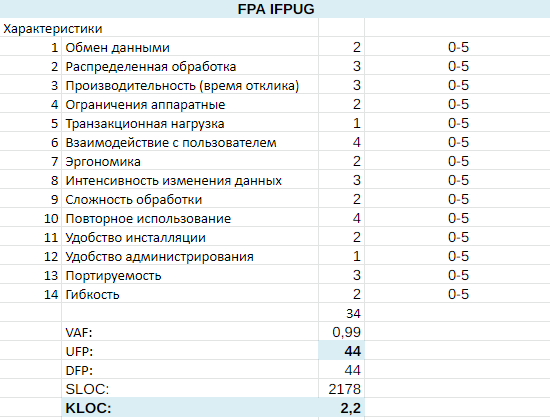 FPA IFPUG
Характеристики
1 Обмен данными 2 0-5
2 Распределенная обработка 3 0-5
3 Производительность (время отклика) 3 0-5
4 Ограничения аппаратные 2 0-5
5 Транзакционная нагрузка 1 0-5
6 Взаимодействие с пользователем 4 0-5
7 Эргономика 2 0-5
8 Интенсивность изменения данных 3 0-5
9 Сложность обработки 2 0-5
10 Повторное использование 4 0-5
11 Удобство инсталляции 2 0-5
12 Удобство администрирования 1 0-5
13 Портируемость 3 0-5
14 Гибкость 2 0-5
34
VAF: 0,99
UFP: 44
DFP: 44
SLOC: 2178
KLOC: 2,2